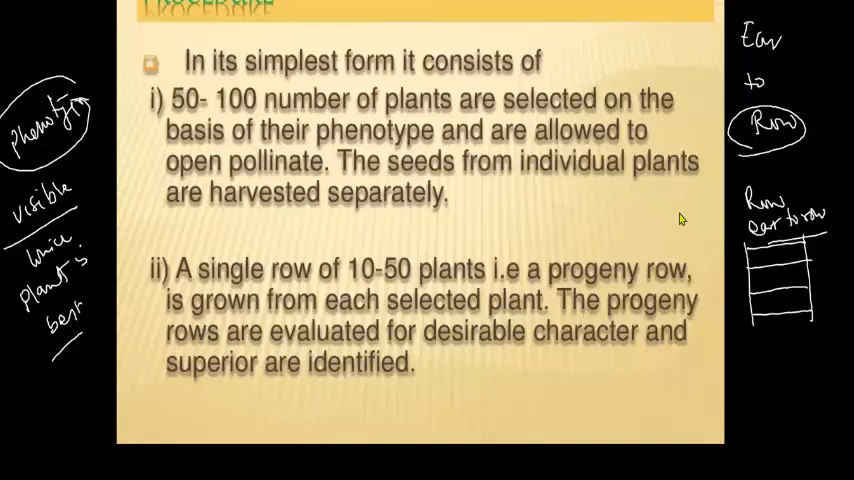 PROCEDURE
In its simplest form it consists of
i) 50- 100 number of plants are selected on the
basis of their phenotype and are allowed to
open pollinate. The seeds from individual plants
are harvested separately.
ii) A single row of 10-50 plants i.e a progeny row,
is grown from each selected plant. The progeny
rows are evaluated for desirable character and
superior are identified.
phenotype
visible
plant's
best
Ear
to
Row
Row
ear to row